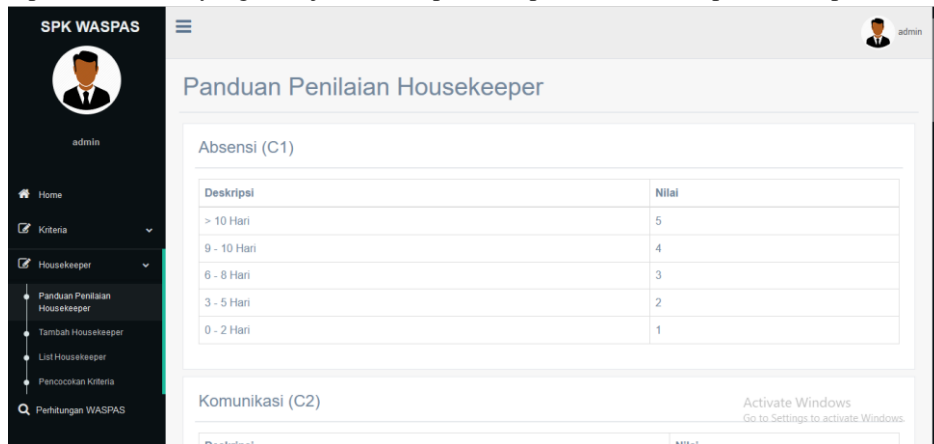 SPK WASPAS
admin
admin
Home
Kriteria
Housekeeper
Panduan Penilaian
Housekeeper
Tambah Housekeeper
List Housekeeper
Pencocokan Kriteria
Perhitungan WASPAS
Panduan Penilaian Housekeeper
Absensi (C1)
Deskripsi Nilai
> 10 Hari 5
9 - 10 Hari 4
6 - 8 Hari 3
3 - 5 Hari 2
0 - 2 Hari 1
Komunikasi (C2)
Activate Windows
Go to Settings to activate Windows.